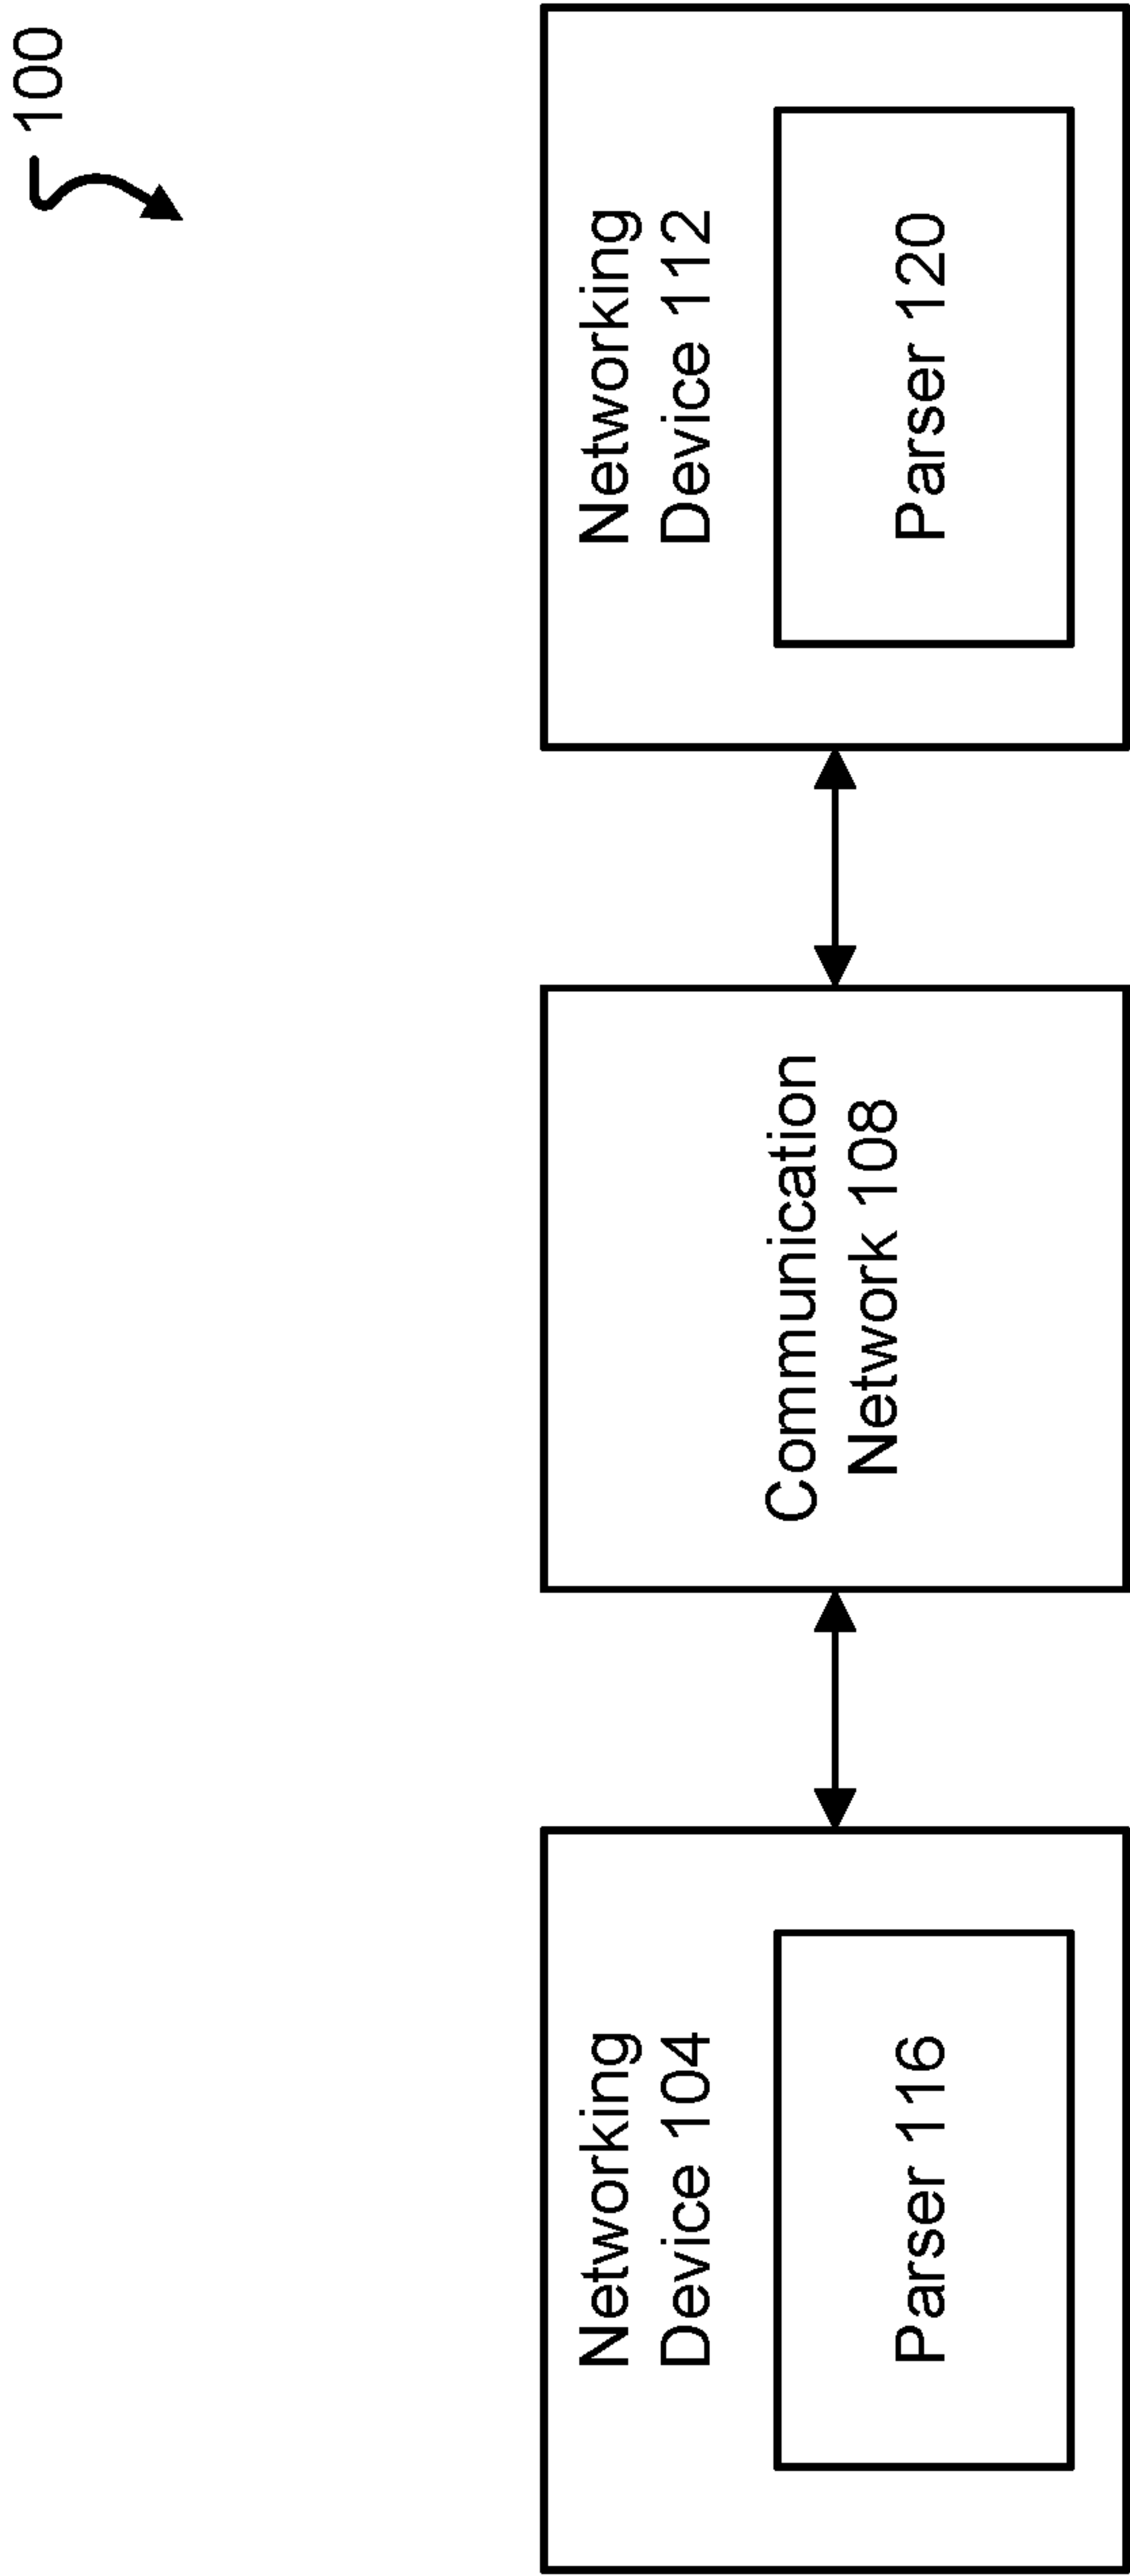 100
Networking
Device 104
Parser 116
Communication
Network 108
Networking
Device 112
Parser 120